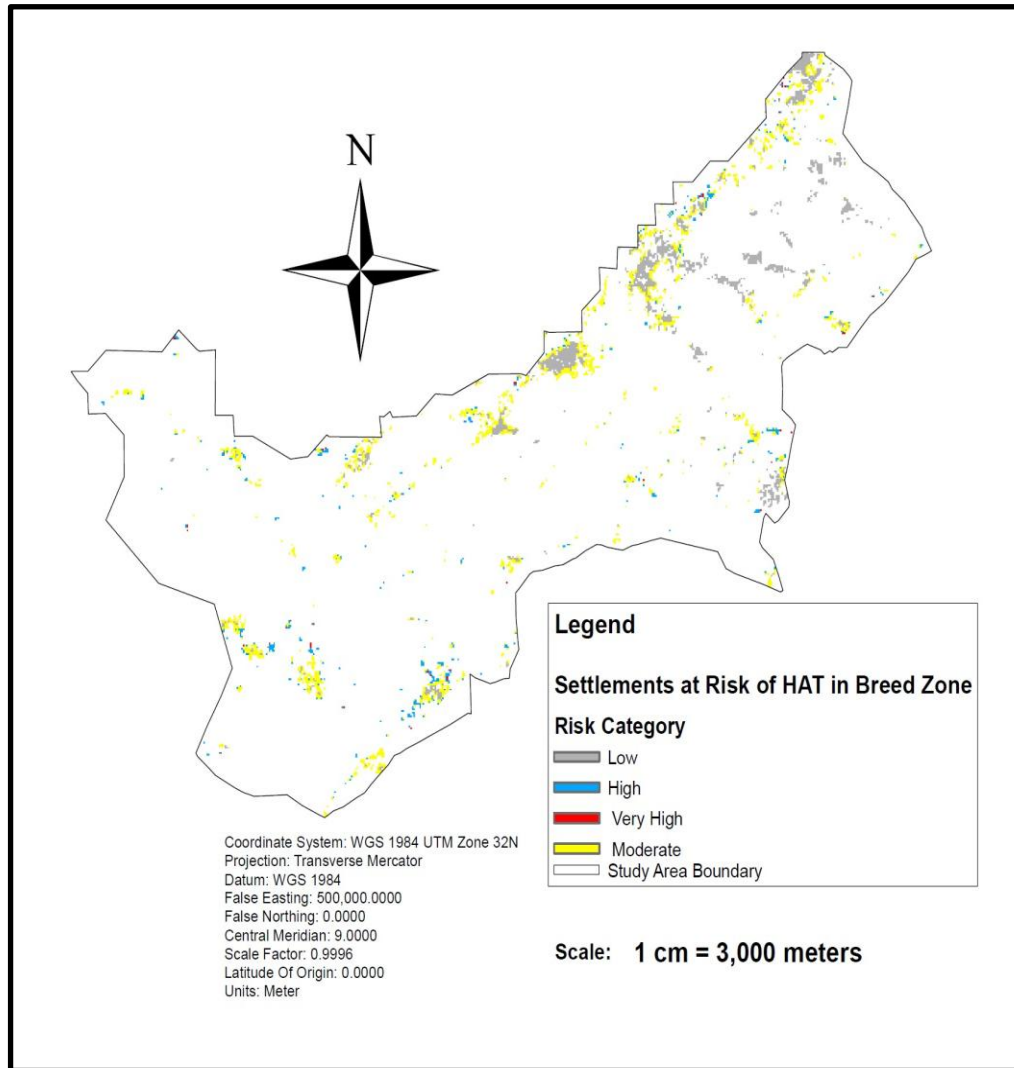 N
Legend
Settlements at Risk of HAT in Breed Zone
Risk Category
Low
High
Very High
Moderate
Study Area Boundary
Coordinate System: WGS 1984 UTM Zone 32N
Projection: Transverse Mercator
Datum: WGS 1984
False Easting: 500,000.0000
False Northing: 0.0000
Central Meridian: 9.0000
Scale Factor: 0.9996
Latitude Of Origin: 0.0000
Units: Meter
Scale: 1 cm = 3,000 meters